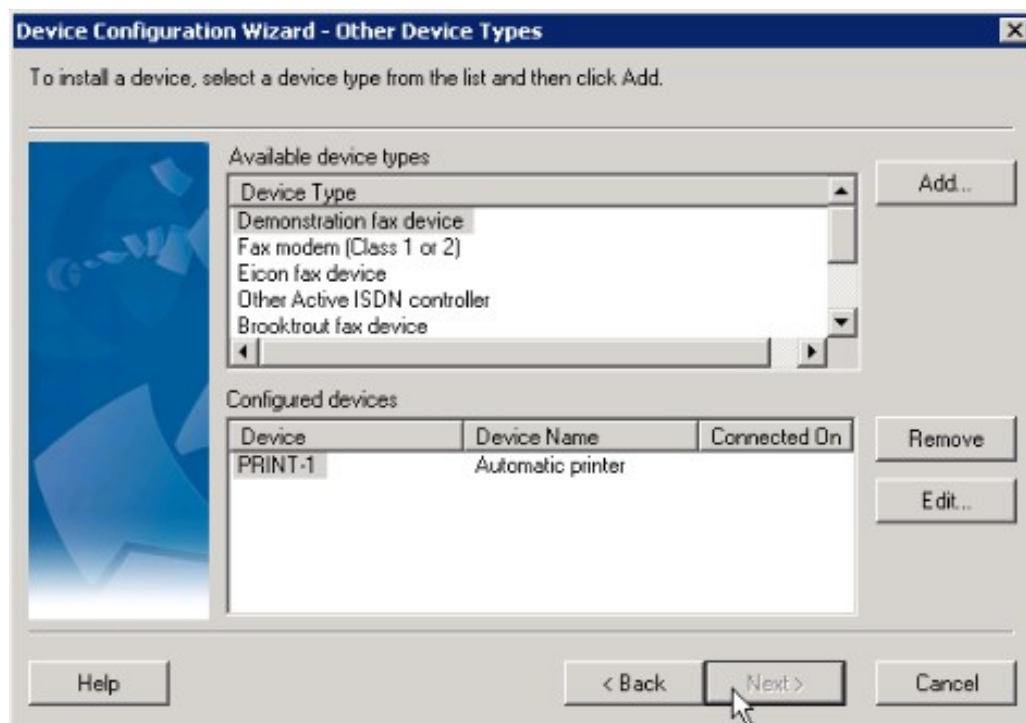 Device Configuration Wizard - Other Device Types
To install a device, select a device type from the list and then click Add.
Available device types
Device Type
Add...
Demonstration fax device
Fax modem (Class 1 or 2)
Eicon fax device
Other Active ISDN controller
Brooktrout fax device
Configured devices
Device Device Name Connected On
Remove
PRINT-1 Automatic printer
Edit...
Help < Back Next > Cancel